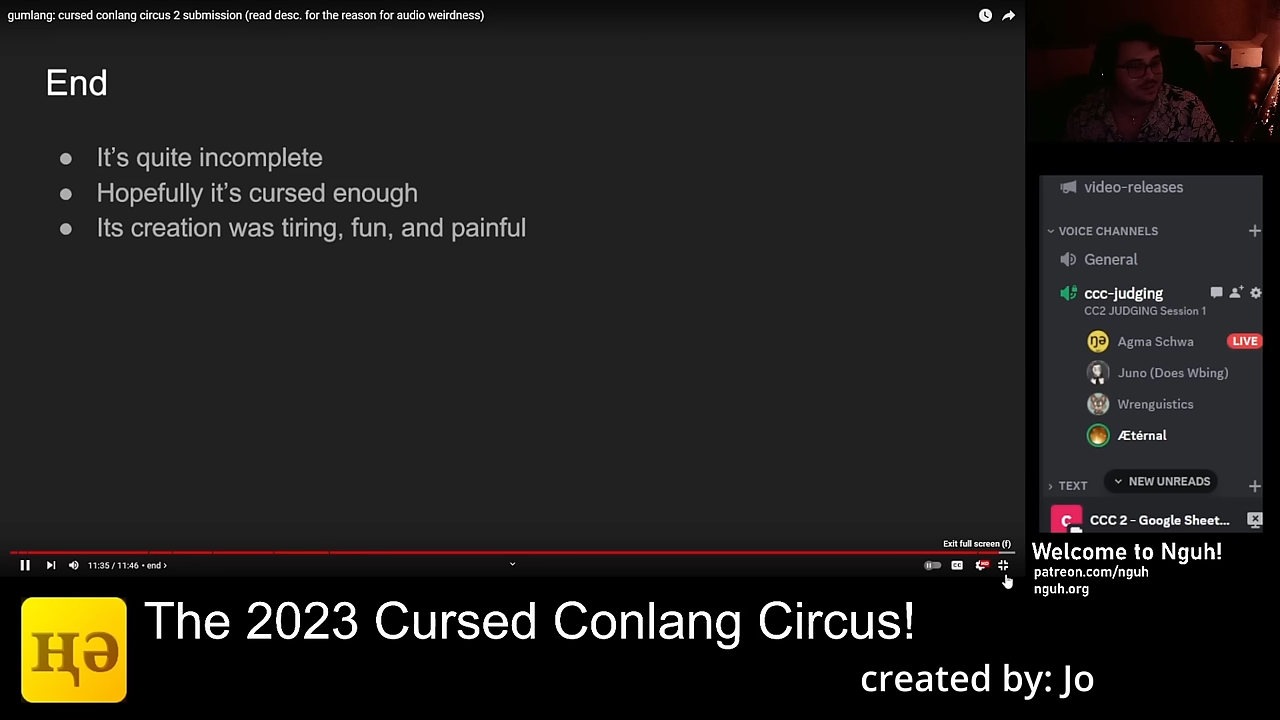 gumlang: cursed conlang circus 2 submission (read desc. for the reason for audio weirdness)
End
● It's quite incomplete
● Hopefully it's cursed enough
● Its creation was tiring, fun, and painful
Exit full screen (f)
11:35 / 11:46 • end ›
CC
HD
video-releases
VOICE CHANNELS
General
ccc-judging
CC2 JUDGING Session 1
ŋə
Agma Schwa
LIVE
Juno (Does Wbing)
Wrenguistics
Ætérnal
TEXT
NEW UNREADS
C
CCC 2 - Google Sheet...
Welcome to Nguh!
patreon.com/nguh
nguh.org
ңә
The 2023 Cursed Conlang Circus!
created by: Jo